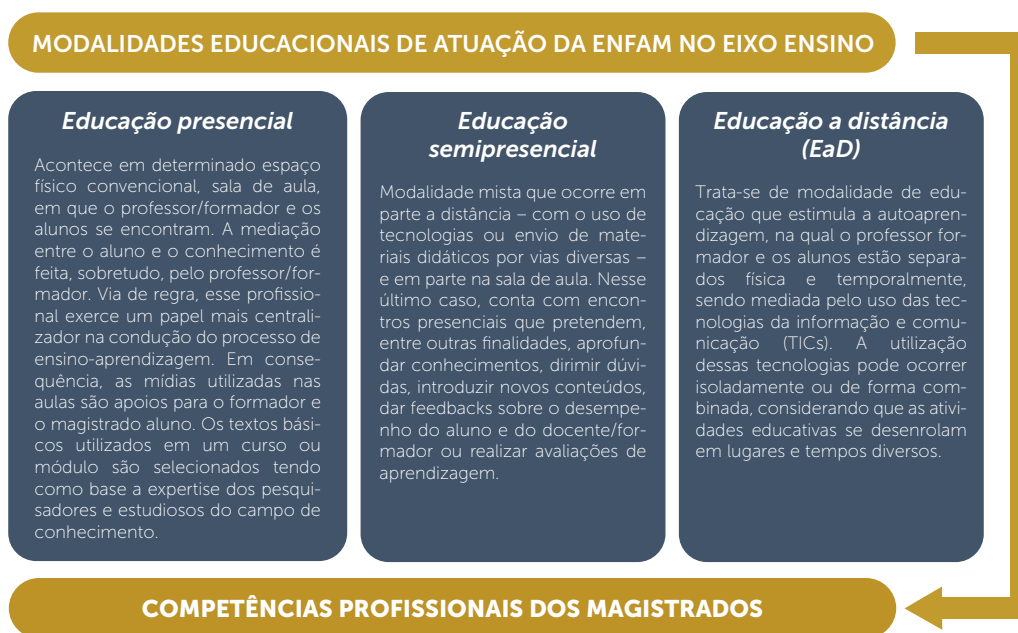 MODALIDADES EDUCACIONAIS DE ATUAÇÃO DA ENFAM NO EIXO ENSINO
Educação presencial
Acontece em determinado espaço
físico convencional, sala de aula,
em que o professor/formador e os
alunos se encontram. A mediação
entre o aluno e o conhecimento é
feita, sobretudo, pelo professor/for-
mador. Via de regra, esse profissio-
nal exerce um papel mais centrali-
zador na condução do processo de
ensino-aprendizagem. Em conse-
quência, as mídias utilizadas nas
aulas são apoios para o formador e
o magistrado aluno. Os textos bási-
cos utilizados em um curso ou
módulo são selecionados tendo
como base a expertise dos pesqui-
sadores e estudiosos do campo de
conhecimento.
Educação
semipresencial
Modalidade mista que ocorre em
parte a distância – com o uso de
tecnologias ou envio de mate-
riais didáticos por vias diversas –
e em parte na sala de aula. Nesse
último caso, conta com encon-
tros presenciais que pretendem,
entre outras finalidades, aprofun-
dar conhecimentos, dirimir dúvi-
das, introduzir novos conteúdos,
dar feedbacks sobre o desempe-
nho do aluno e do docente/for-
mador ou realizar avaliações de
aprendizagem.
Educação a distância
(EaD)
Trata-se de modalidade de edu-
cação que estimula a autoapren-
dizagem, na qual o professor for-
mador e os alunos estão separa-
dos física e temporalmente,
sendo mediada pelo uso das tec-
nologias da informação e comu-
nicação (TICs). A utilização
dessas tecnologias pode ocorrer
isoladamente ou de forma com-
binada, considerando que as ativi-
dades educativas se desenrolam
em lugares e tempos diversos.
COMPETÊNCIAS PROFISSIONAIS DOS MAGISTRADOS